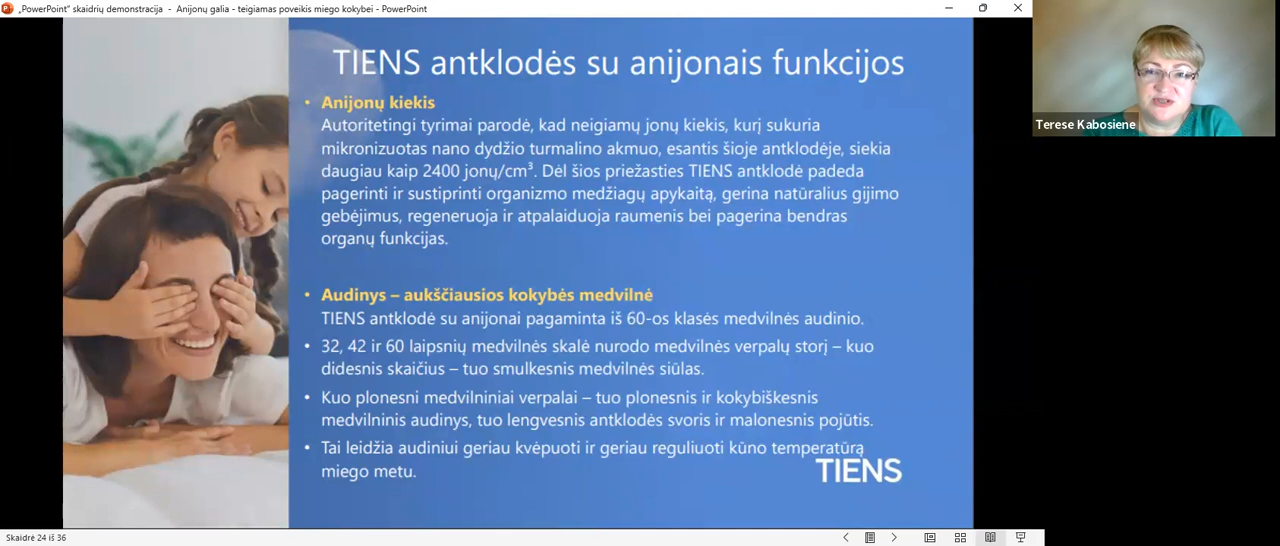 „PowerPoint" skaidrių demonstracija - Anijonų galia - teigiamas poveikis miego kokybei - PowerPoint
TIENS antklodės su anijonais funkcijos
• Anijonų kiekis
Autoritetingi tyrimai parodė, kad neigiamų jonų kiekis, kurį sukuria
mikronizuotas nano dydžio turmalino akmuo, esantis šioje antklodėje, siekia
daugiau kaip 2400 jonų/cm³. Dėl šios priežasties TIENS antklodė padeda
pagerinti ir sustiprinti organizmo medžiagų apykaitą, gerina natūralius gijimo
gebėjimus, regeneruoja ir atpalaiduoja raumenis bei pagerina bendras
organų funkcijas.
• Audinys – aukščiausios kokybės medvilnė
TIENS antklodė su anijonai pagaminta iš 60-os klasės medvilnės audinio.
• 32, 42 ir 60 laipsnių medvilnės skalė nurodo medvilnės verpalų storį – kuo
didesnis skaičius – tuo smulkesnis medvilnės siūlas.
• Kuo plonesni medvilniniai verpalai – tuo plonesnis ir kokybiškesnis
medvilninis audinys, tuo lengvesnis antklodės svoris ir malonesnis pojūtis.
• Tai leidžia audiniui geriau kvėpuoti ir geriau reguliuoti kūno temperatūrą
miego metu.
TIENS
Terese Kabosiene
Skaidrė 24 iš 36